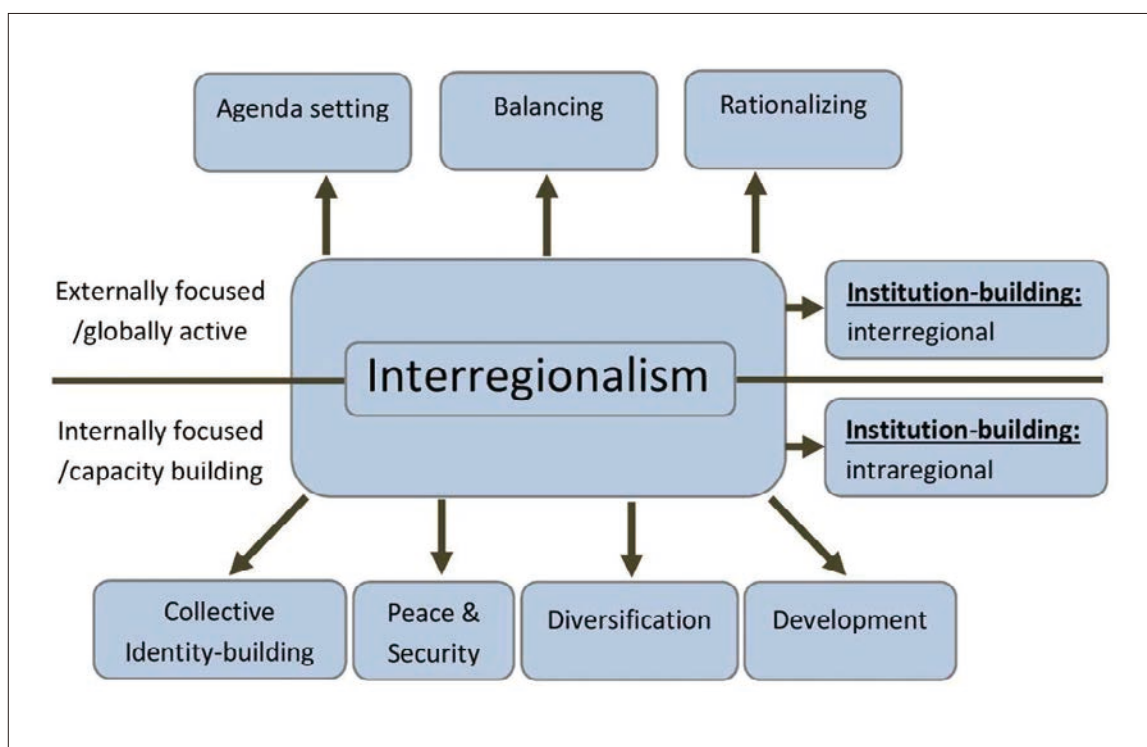 Agenda setting
Balancing
Rationalizing
Externally focused
/globally active
Institution-building:
interregional
Interregionalism
Internally focused
/capacity building
Institution-building:
intraregional
Collective
Identity-building
Peace &
Security
Diversification
Development